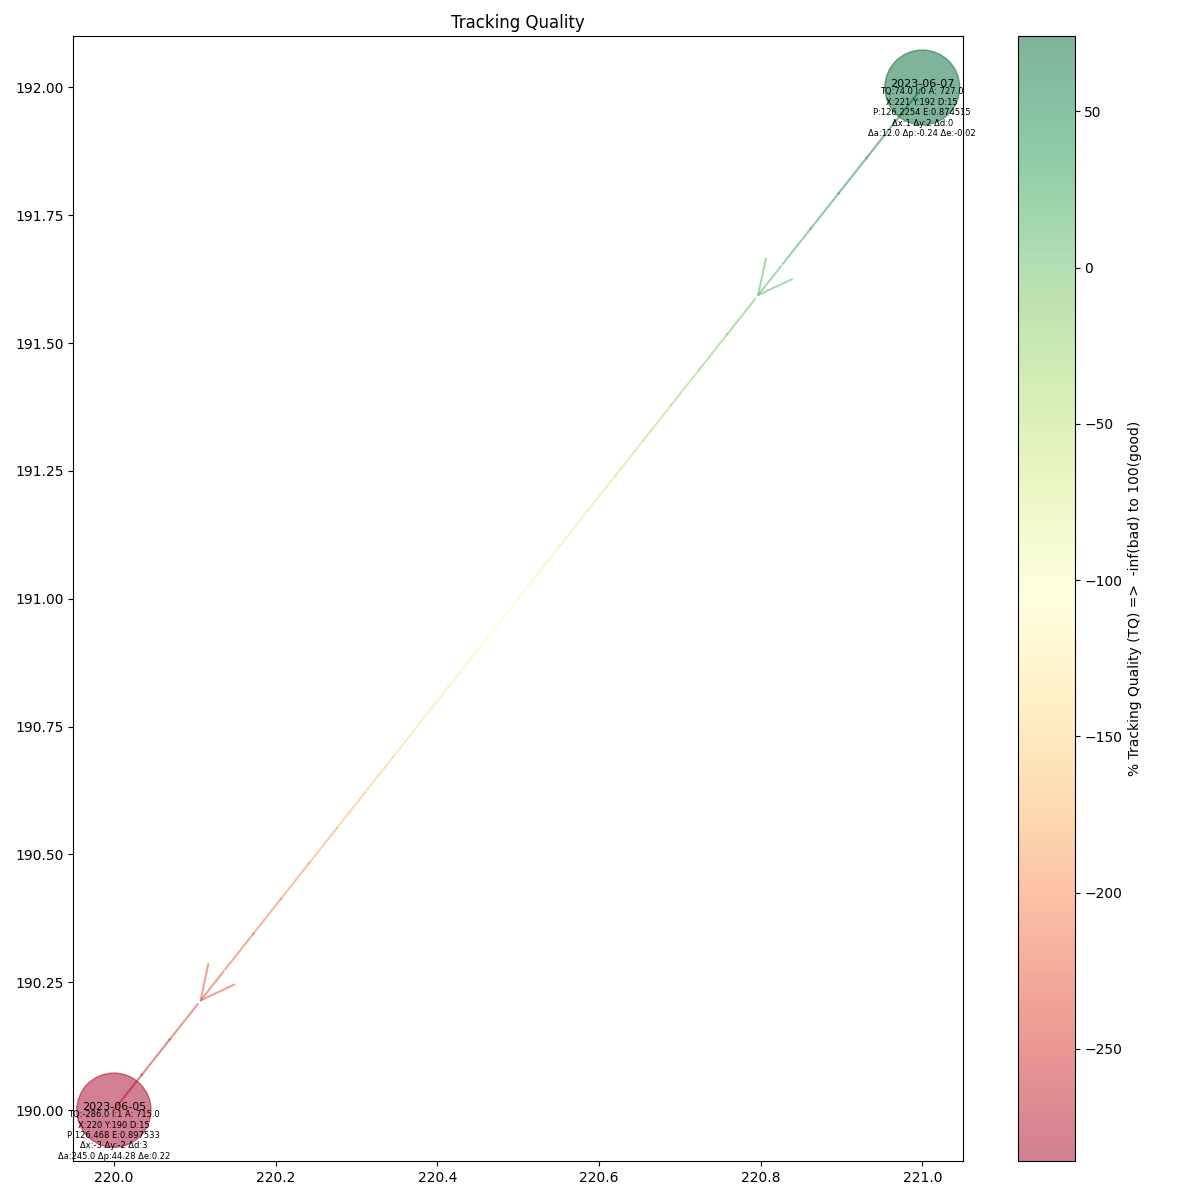 Tracking Quality
192.00
191.75
191.50
191.25
191.00
190.75
190.50
190.25
190.00
2023-06-07
TQ:74.0 I:0 A: 727.0
X:221 Y:192 D:15
P:126.2254 E:0.874515
Δx:1 Δy:2 Δd:0
Δa:12.0 Δp:-0.24 Δe:-0.02
2023-06-05
TQ:-286.0 I:1 A: 715.0
X:220 Y:190 D:15
P:126.468 E:0.897533
Δx:-3 Δy:-2 Δd:3
Δa:245.0 Δp:44.28 Δe:0.22
220.0 220.2 220.4 220.6 220.8 221.0
50
0
−50
−100
−150
−200
−250
% Tracking Quality (TQ) => -inf(bad) to 100(good)